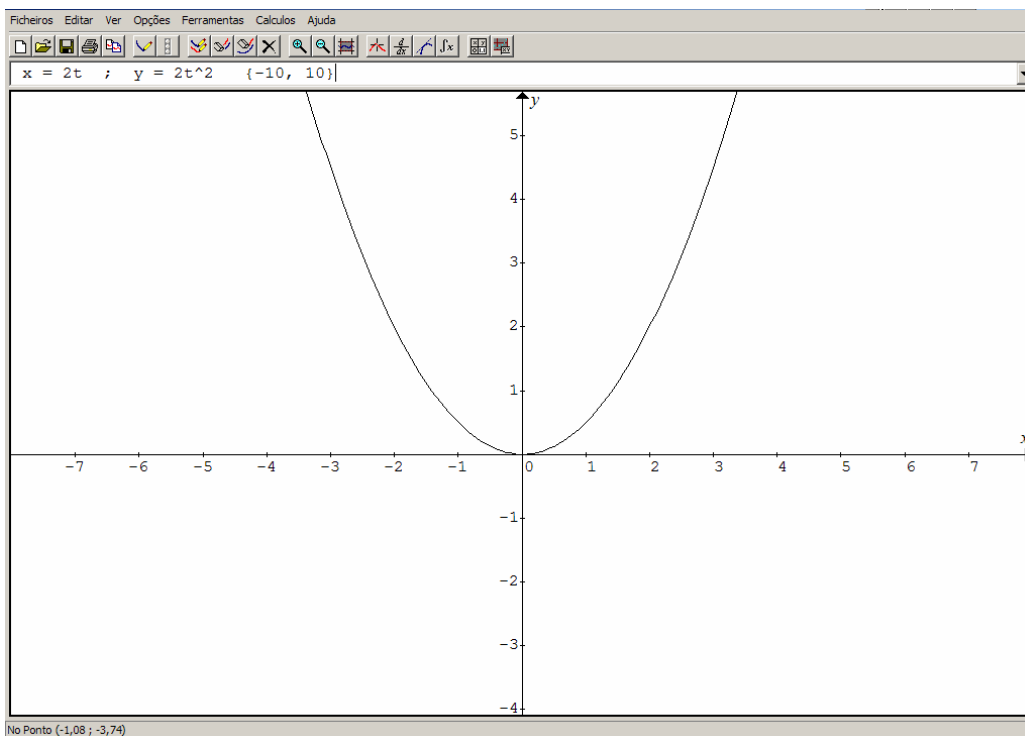 Ficheiros Editar Ver Opções Ferramentas Calculos Ajuda
x = 2t ; y = 2t^2 {-10, 10}
y
5
4
3
2
1
x
-7 -6 -5 -4 -3 -2 -1 0 1 2 3 4 5 6 7
-1
-2
-3
-4
No Ponto (-1,08 ; -3,74)